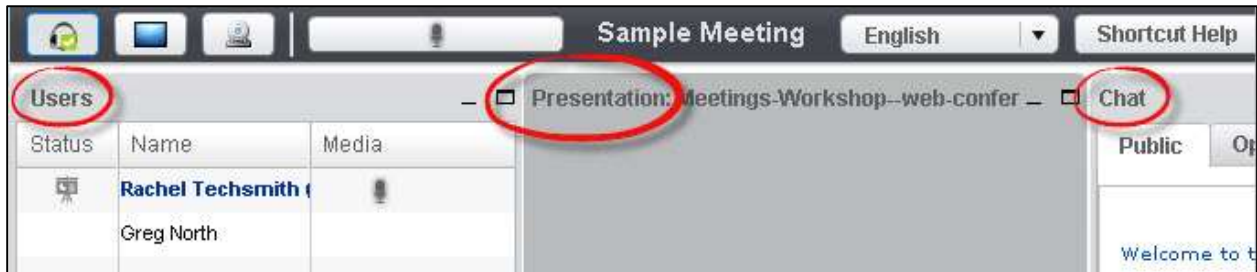 Sample Meeting English Shortcut Help
Users Presentation: Meetings-Workshop--web-confer Chat
Status Name Media Public
Rachel Techsmith (
Greg North
Welcome to t